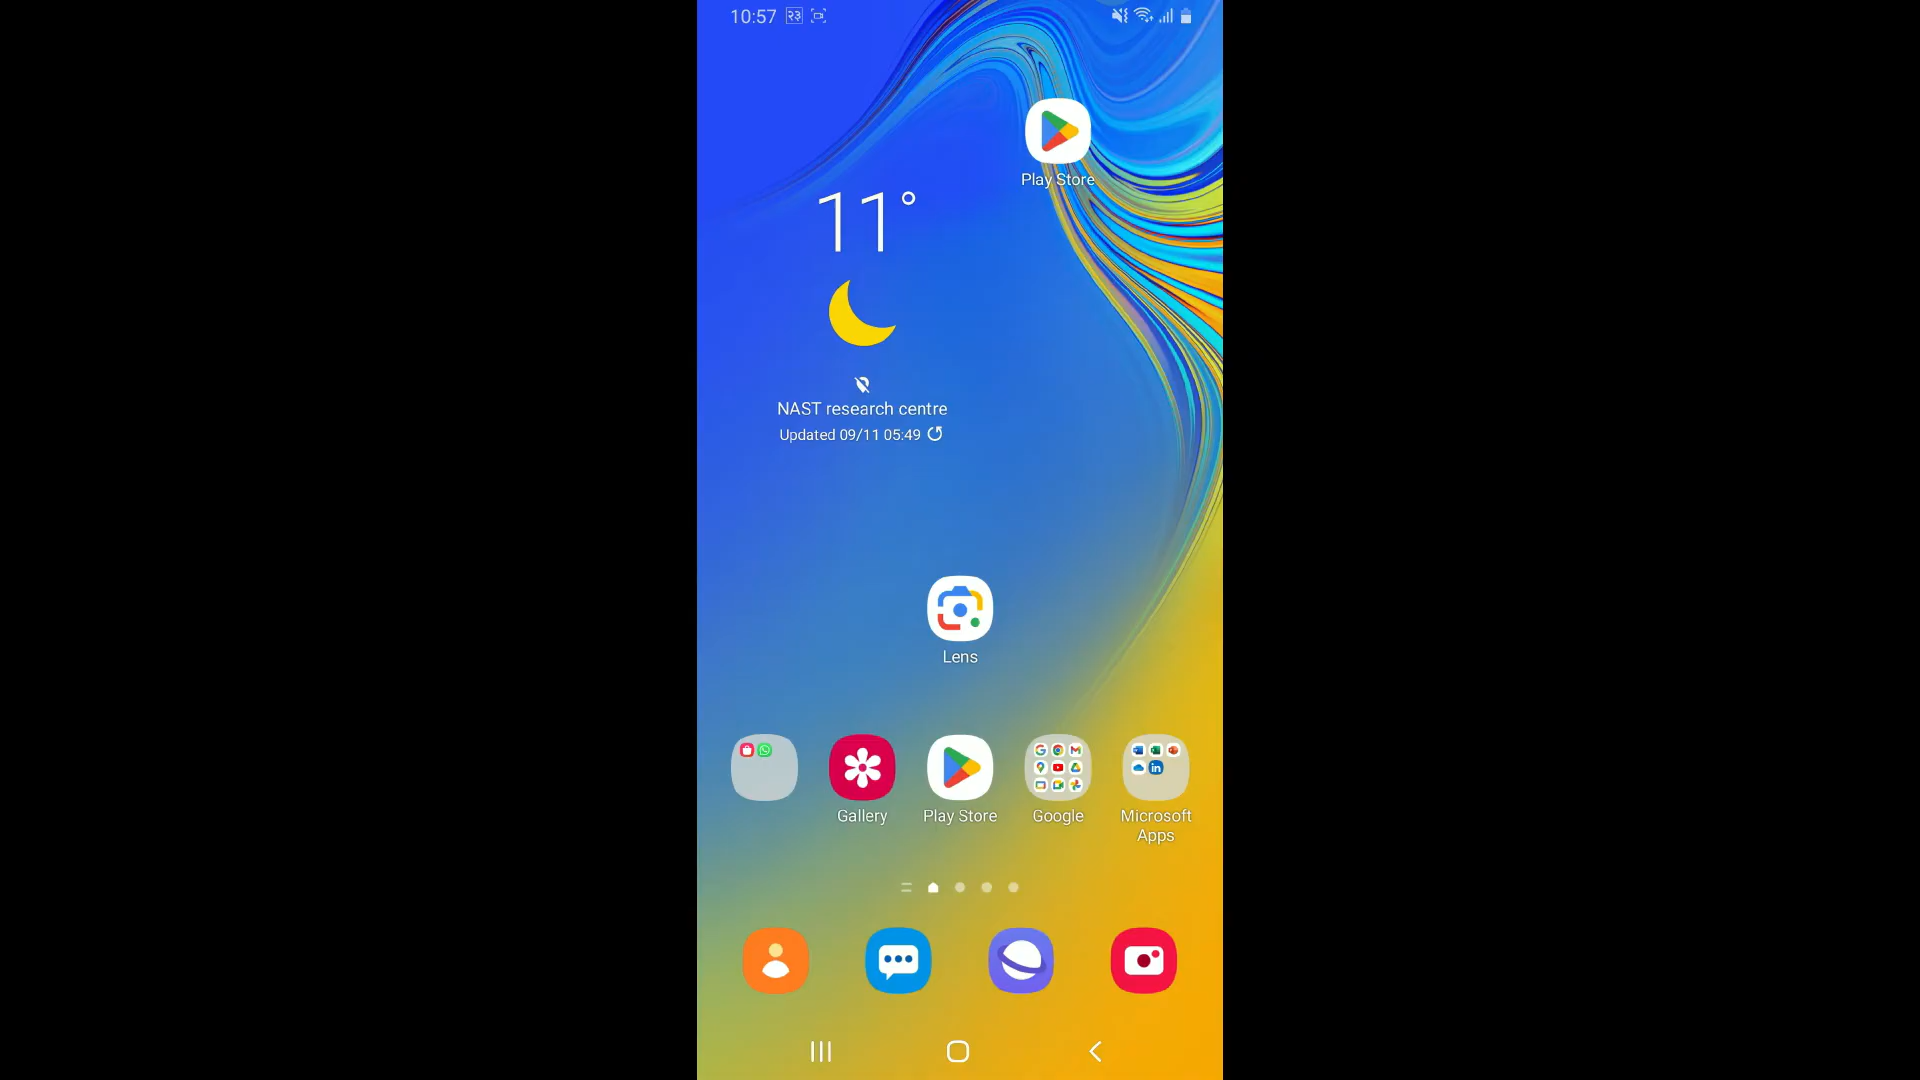 10:57 २३
Play Store
11°
NAST research centre
Updated 09/11 05:49
Lens
Gallery
Play Store
Google
Microsoft
Apps